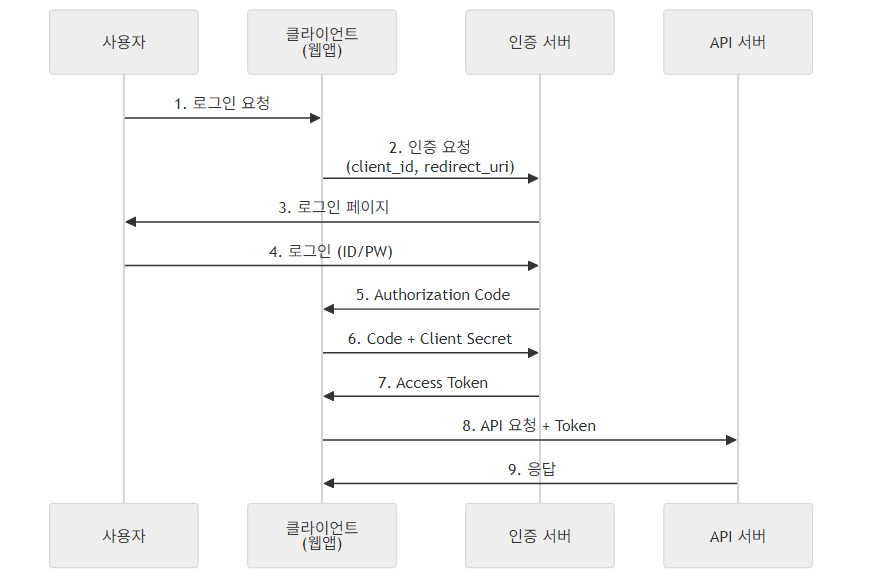 사용자
클라이언트
(웹앱)
인증 서버
API 서버
1. 로그인 요청
2. 인증 요청
(client_id, redirect_uri)
3. 로그인 페이지
4. 로그인 (ID/PW)
5. Authorization Code
6. Code + Client Secret
7. Access Token
8. API 요청 + Token
9. 응답
사용자
클라이언트
(웹앱)
인증 서버
API 서버